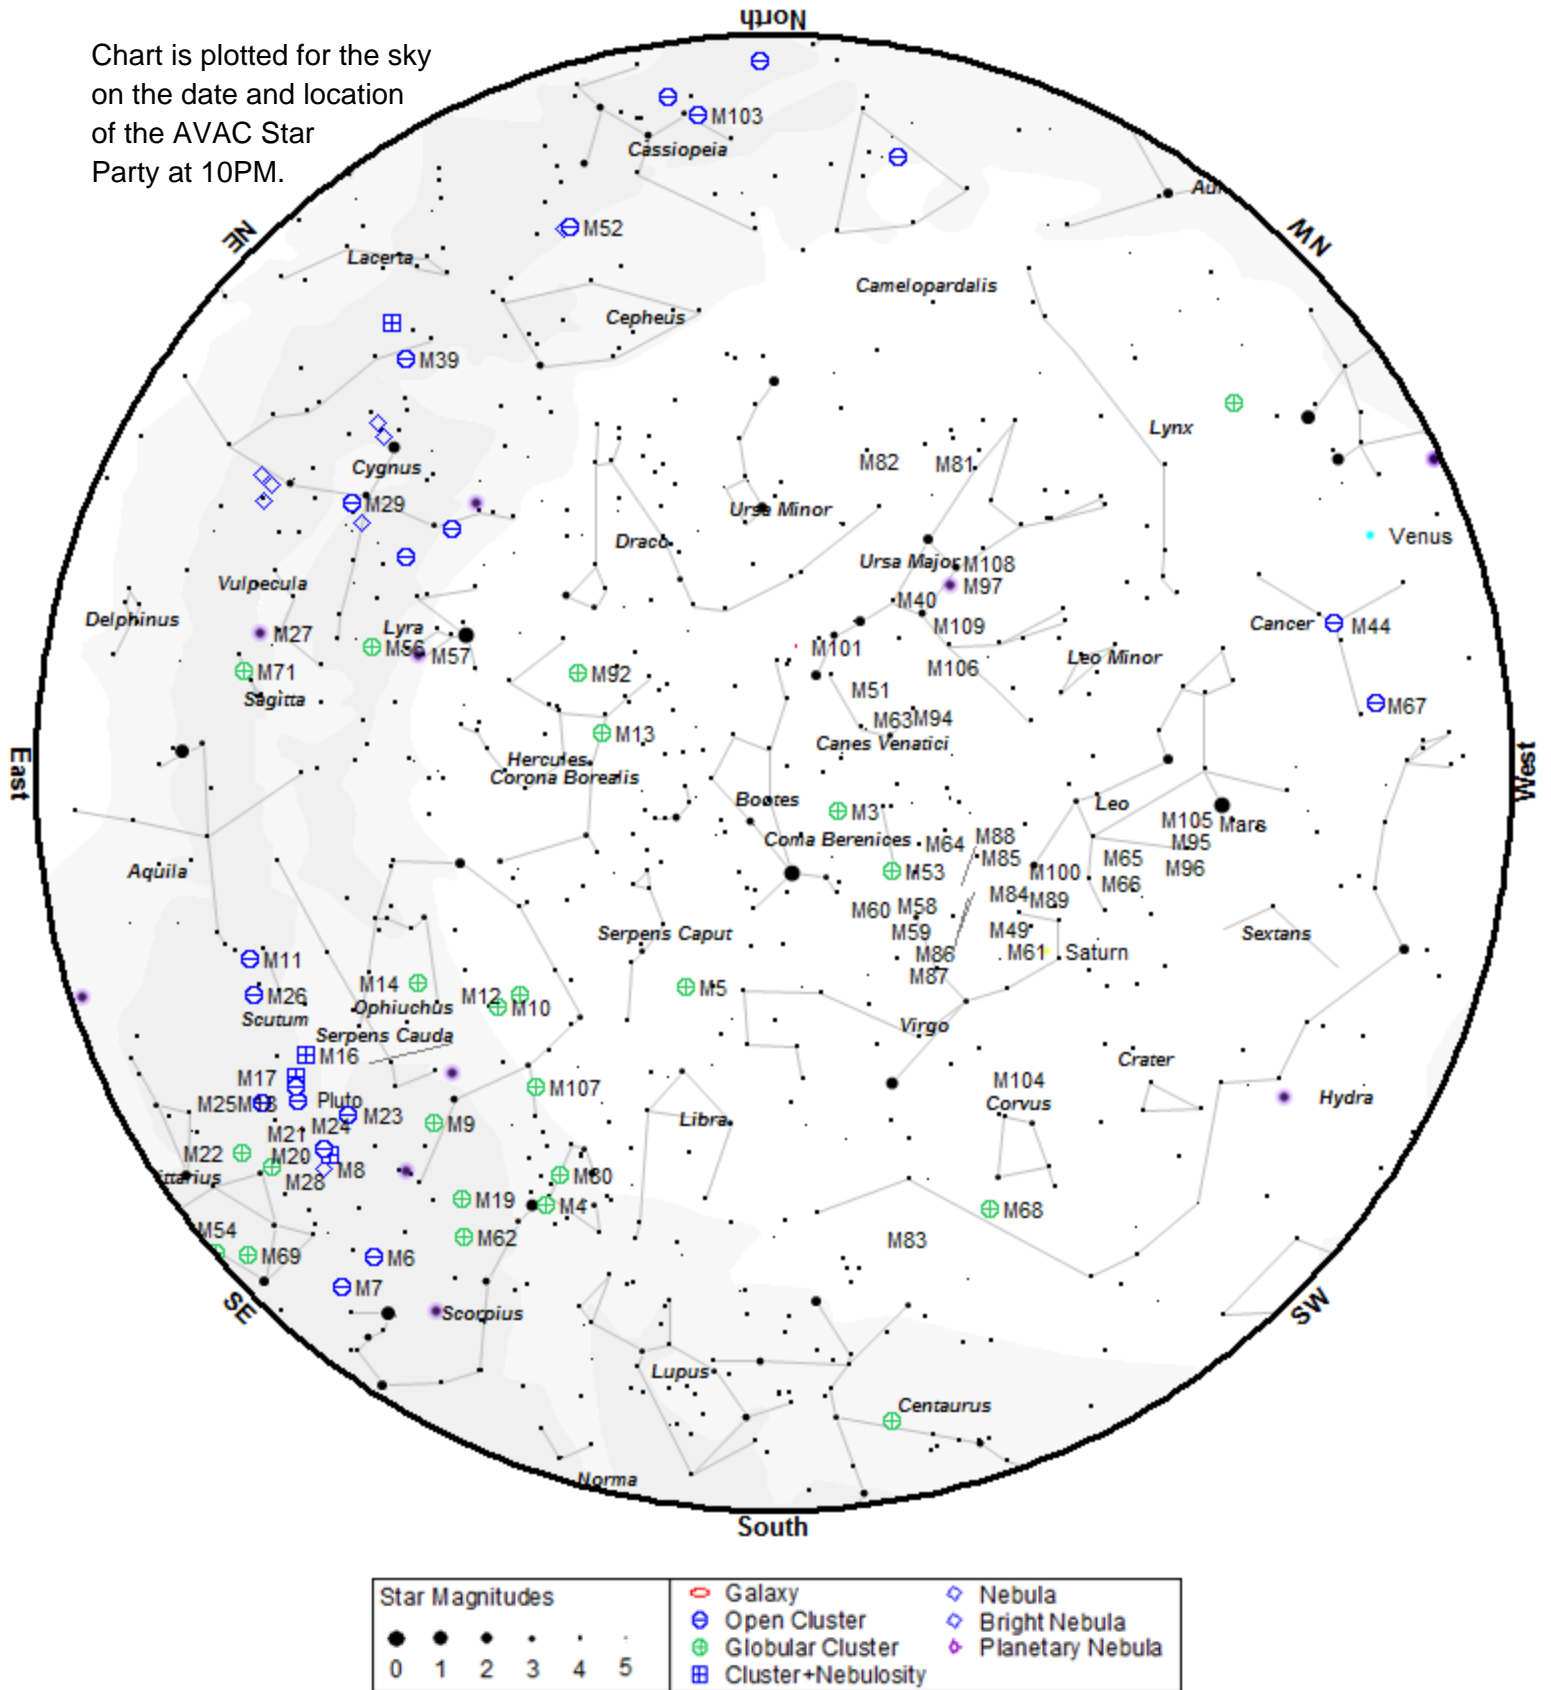 North
Chart is plotted for the sky
on the date and location
of the AVAC Star
Party at 10PM.
M103
Cassiopeia
Aur
M52
NE
NW
Lacerta
Camelopardalis
Cepheus
M39
Lynx
Cygnus
M82
M81
M29
Ursa Minor
Venus
Draco
Ursa Major
M108
Vulpecula
M97
M40
Delphinus
M27
Lyra
M109
Cancer
M44
M56
M57
M101
M106
Leo Minor
M71
M92
Sagitta
M51
M67
M13
M63
M94
Canes Venatici
East
Hercules
Corona Borealis
West
Bootes
M3
Leo
M105
Mars
Coma Berenices
M64
M88
M95
Aquila
M53
M85
M100
M65
M96
M66
M84
M89
M60
M58
Serpens Caput
M59
M49
Sextans
M11
M86
M61
Saturn
M14
M87
M26
M12
M10
M5
Ophiuchus
Scutum
Virgo
Serpens Cauda
M16
Crater
M17
M107
M104
M25
M18
Pluto
Corvus
Hydra
M23
M24
M9
Libra
M21
M22
M20
M8
M80
ittarius
M28
M19
M4
M68
M54
M62
M83
M69
M6
M7
SE
SW
Scorpius
Lupus
Centaurus
Norma
South
Star Magnitudes
0 1 2 3 4 5
Galaxy
Open Cluster
Globular Cluster
Cluster+Nebulosity
Nebula
Bright Nebula
Planetary Nebula